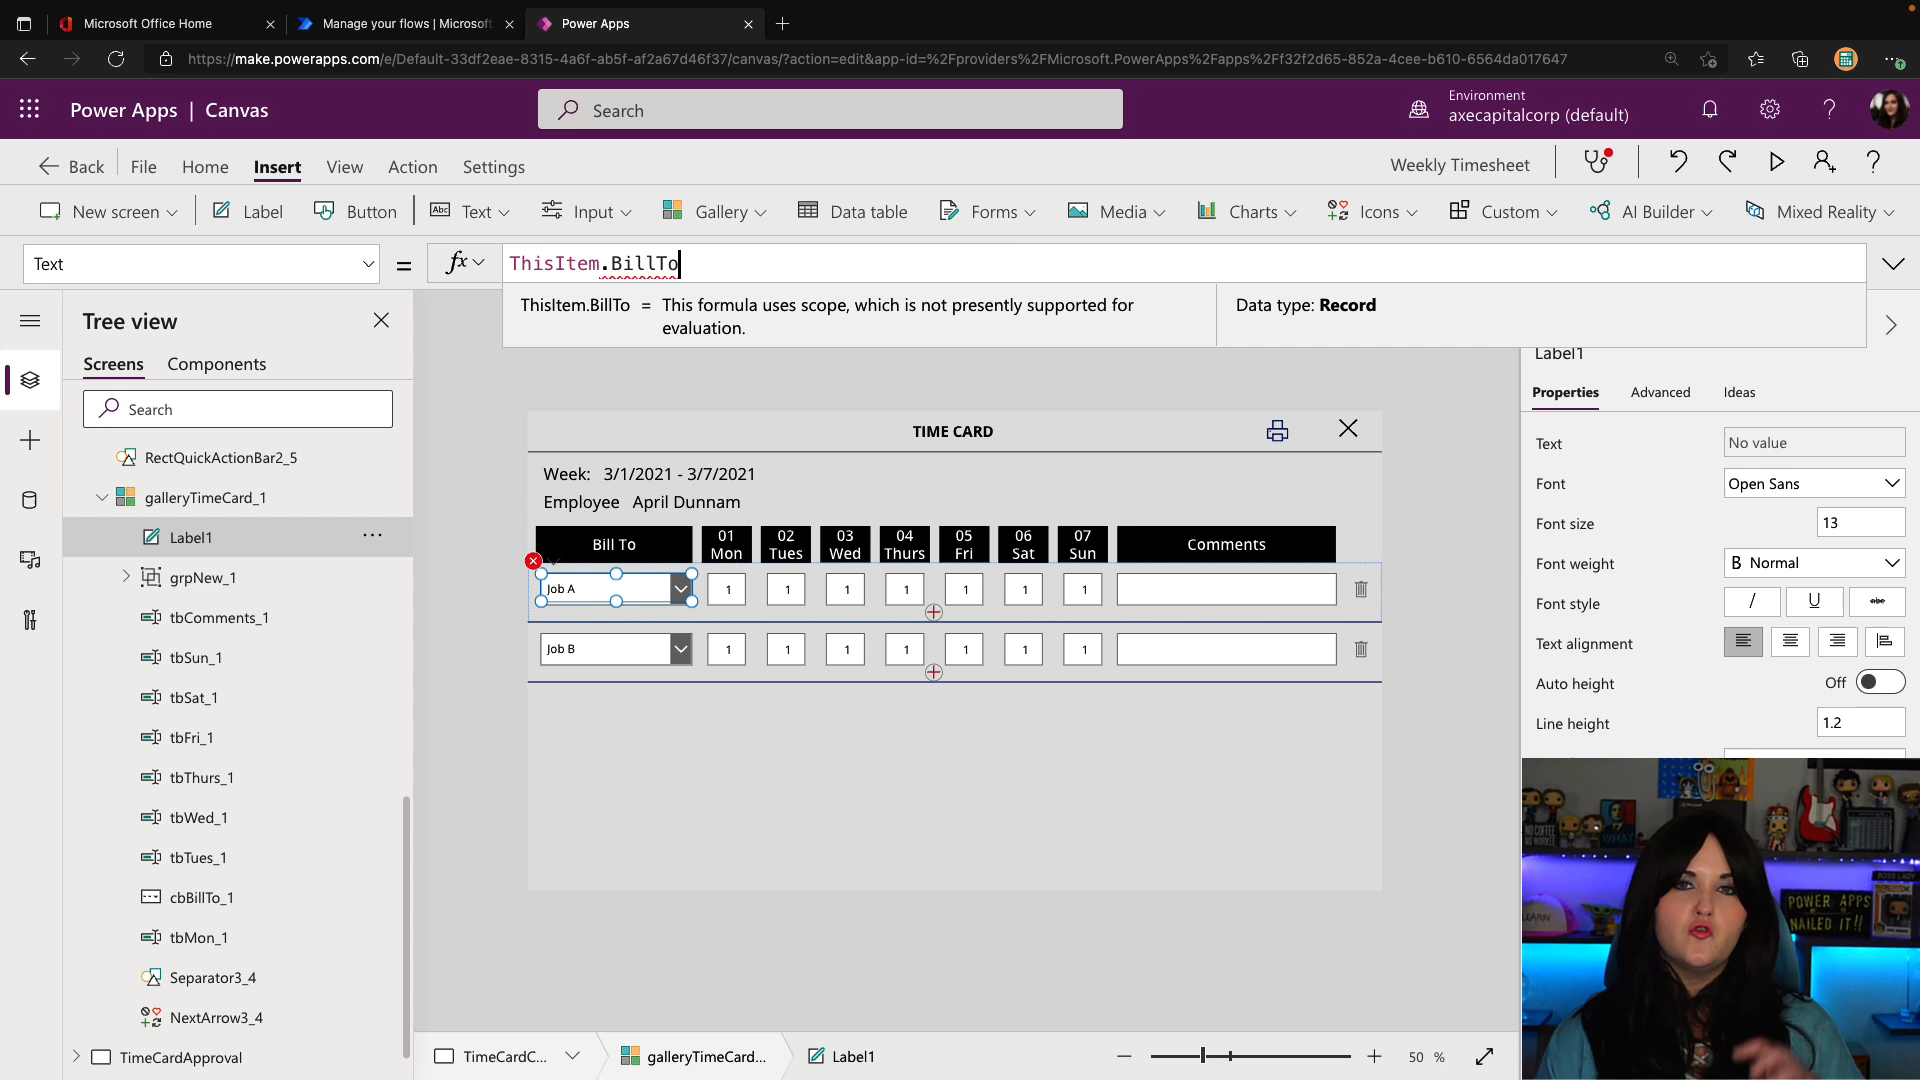 Microsoft Office Home
Manage your flows | Microsoft
Power Apps
https://make.powerapps.com/e/Default-33df2eae-8315-4a6f-ab5f-af2a67d46f37/canvas/?action=edit&app-id=%2Fproviders%2FMicrosoft.PowerApps%2Fapps%2Ff32f2d65-852a-4cee-b610-6564da017647
Power Apps | Canvas
Search
Environment
axecapitalcorp (default)
Back
File
Home
Insert
View
Action
Settings
Weekly Timesheet
New screen
Label
Button
Abc Text
Input
Gallery
Data table
Forms
Media
Charts
Icons
Custom
AI Builder
Mixed Reality
Text
=
fx
ThisItem.BillTo
ThisItem.BillTo = This formula uses scope, which is not presently supported for
evaluation.
Data type: Record
Tree view
Screens
Components
Search
RectQuickActionBar2_5
galleryTimeCard_1
Label1
grpNew_1
tbComments_1
tbSun_1
tbSat_1
tbFri_1
tbThurs_1
tbWed_1
tbTues_1
cbBillTo_1
tbMon_1
Separator3_4
NextArrow3_4
TimeCardApproval
TIME CARD
Week: 3/1/2021 - 3/7/2021
Employee April Dunnam
Bill To
01 Mon
02 Tues
03 Wed
04 Thurs
05 Fri
06 Sat
07 Sun
Comments
Job A 1 1 1 1 1 1 1
Job B 1 1 1 1 1 1 1
TimeCardC...
galleryTimeCard...
Label1
50 %
Label1
Properties
Advanced
Ideas
Text No value
Font Open Sans
Font size 13
Font weight B Normal
Font style / U abc
Text alignment
Auto height Off
Line height 1.2
NO COFFEE
WHAT
LEARN
POWER APPS
NAILED IT!!
BOSS LADY